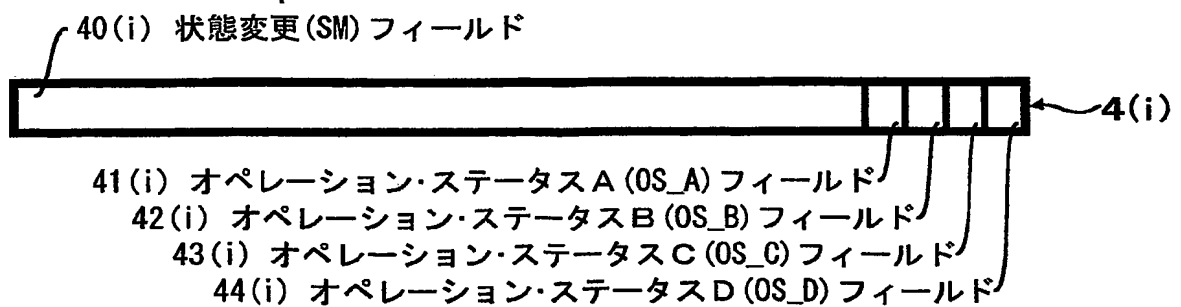 40(i) 状態変更(SM)フィールド
4(i)
41(i) オペレーション・ステータスA(OS_A)フィールド
42(i) オペレーション・ステータスB(OS_B)フィールド
43(i) オペレーション・ステータスC(OS_C)フィールド
44(i) オペレーション・ステータスD(OS_D)フィールド